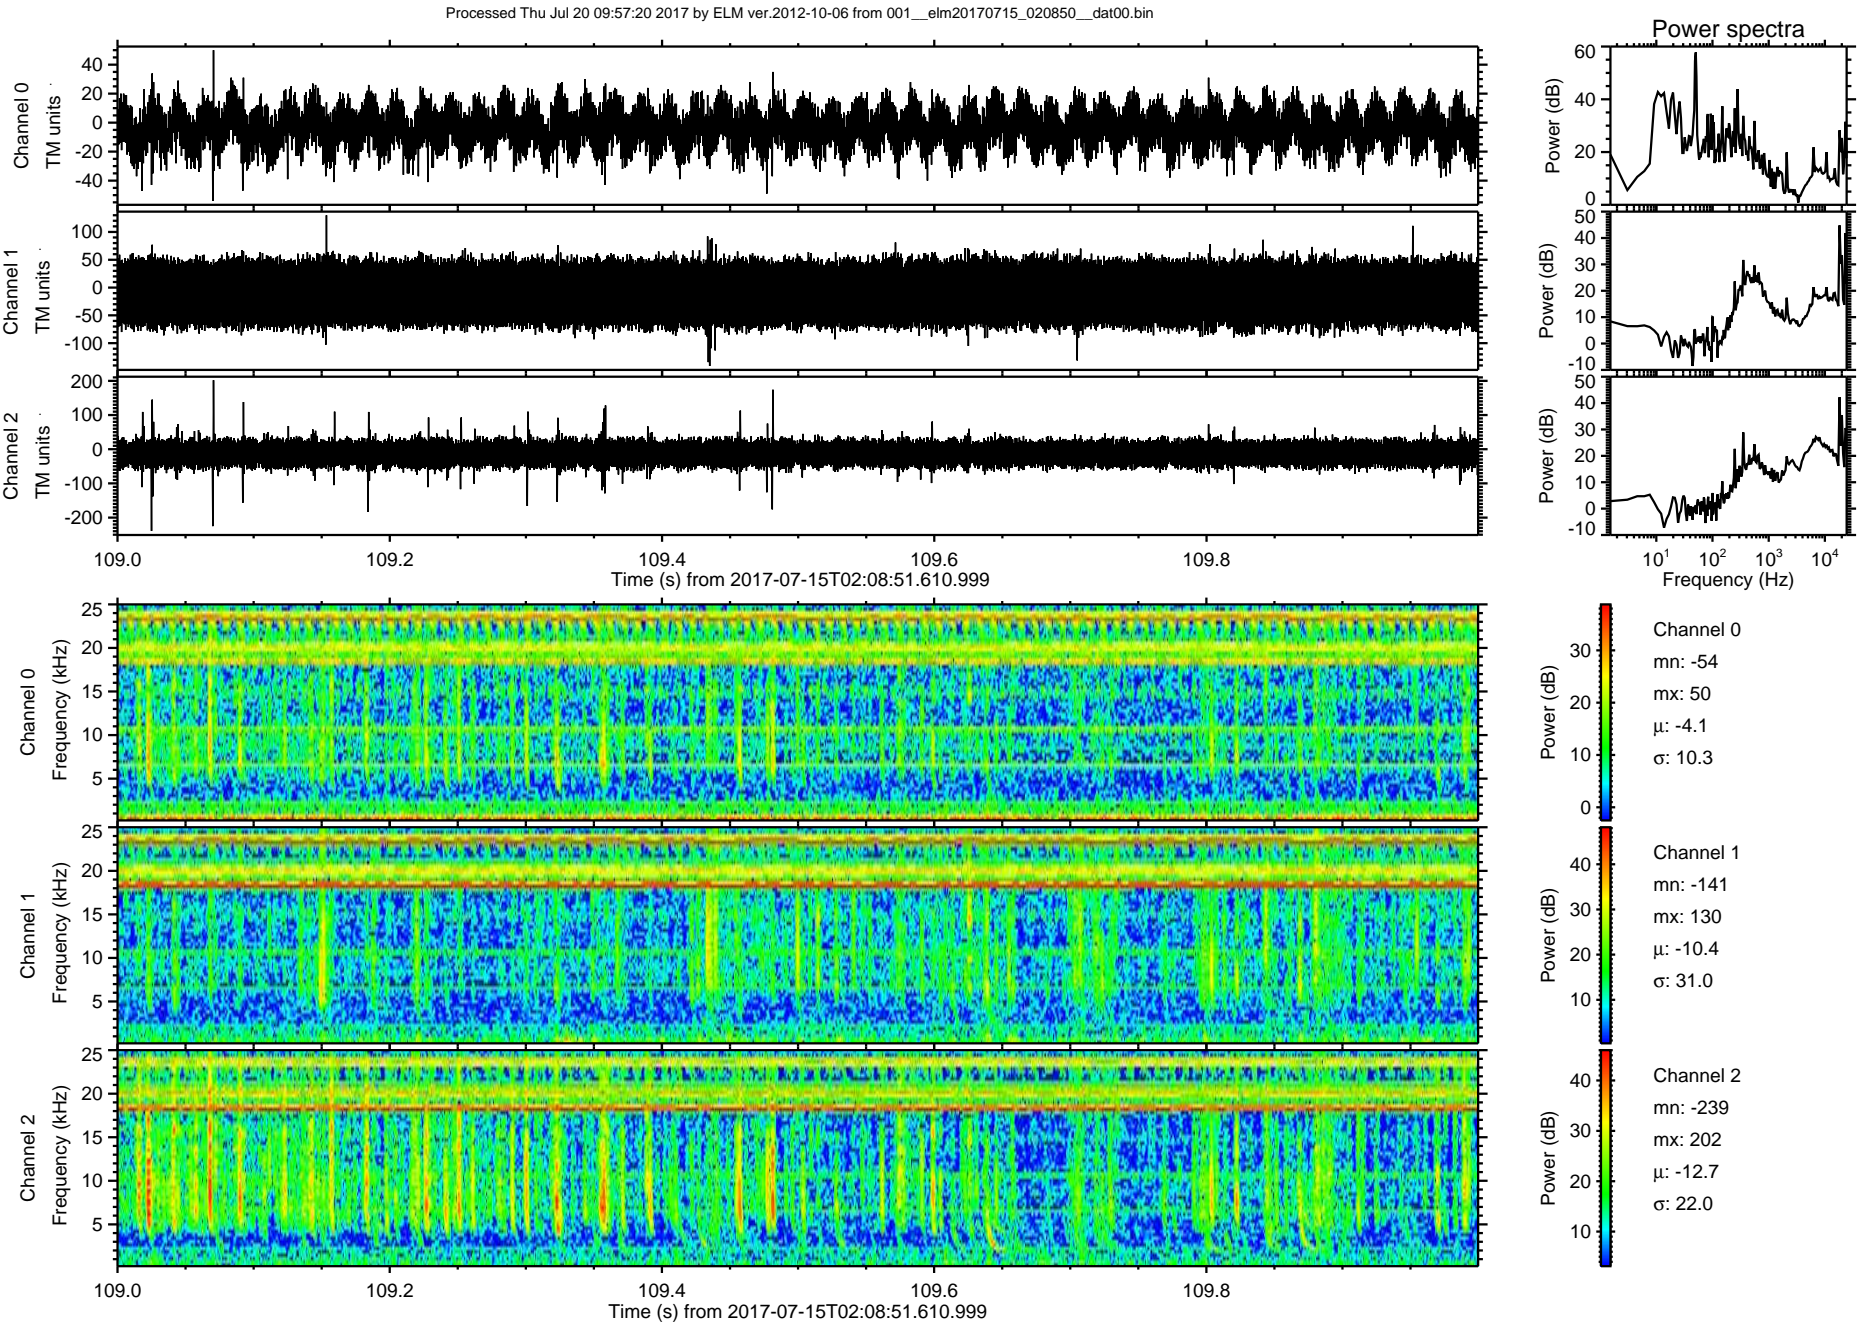 Processed Thu Jul 20 09:57:20 2017 by ELM ver.2012-10-06 from 001__elm20170715_020850__dat00.bin
Power spectra
Channel 0
TM units
40
20
0
-20
-40
Power (dB)
60
40
20
0
Channel 1
TM units
100
50
0
-50
-100
Power (dB)
50
40
30
20
10
0
-10
Channel 2
TM units
200
100
0
-100
-200
Power (dB)
50
40
30
20
10
0
-10
109.0 109.2 109.4 109.6 109.8
Time (s) from 2017-07-15T02:08:51.610.999
10^1 10^2 10^3 10^4
Frequency (Hz)
Channel 0
Frequency (kHz)
25
20
15
10
5
Power (dB)
30
20
10
0
Channel 0
mn: -54
mx: 50
μ: -4.1
σ: 10.3
Channel 1
Frequency (kHz)
25
20
15
10
5
Power (dB)
40
30
20
10
Channel 1
mn: -141
mx: 130
μ: -10.4
σ: 31.0
Channel 2
Frequency (kHz)
25
20
15
10
5
Power (dB)
40
30
20
10
Channel 2
mn: -239
mx: 202
μ: -12.7
σ: 22.0
109.0 109.2 109.4 109.6 109.8
Time (s) from 2017-07-15T02:08:51.610.999